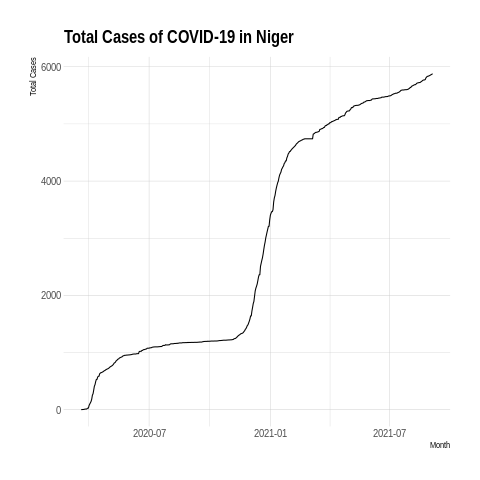 Total Cases of COVID-19 in Niger
Total Cases
6000
4000
2000
0
2020-07 2021-01 2021-07
Month